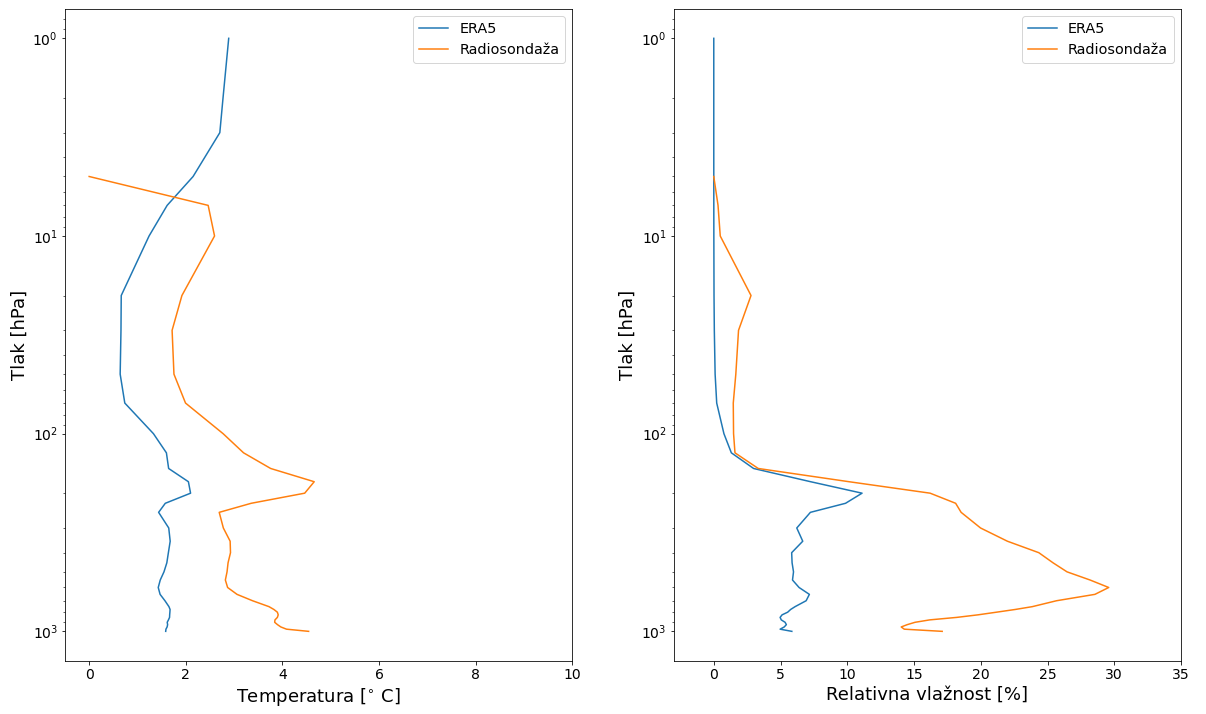 ERA5
Radiosondaža
10⁰
10¹
10²
10³
Tlak [hPa]
0 2 4 6 8 10
Temperatura [° C]
ERA5
Radiosondaža
10⁰
10¹
10²
10³
Tlak [hPa]
0 5 10 15 20 25 30 35
Relativna vlažnost [%]